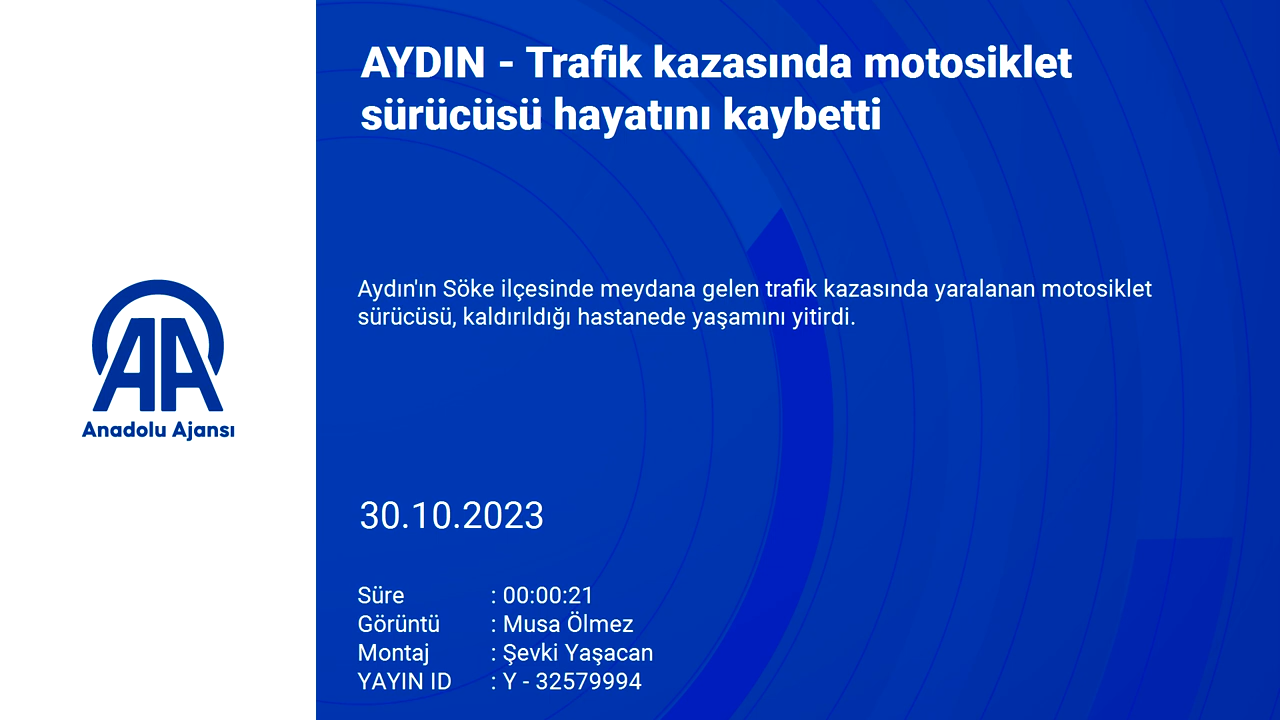 AYDIN - Trafik kazasında motosiklet
sürücüsü hayatını kaybetti
Aydın'ın Söke ilçesinde meydana gelen trafik kazasında yaralanan motosiklet
sürücüsü, kaldırıldığı hastanede yaşamını yitirdi.
AA
Anadolu Ajansı
30.10.2023
Süre : 00:00:21
Görüntü : Musa Ölmez
Montaj : Şevki Yaşacan
YAYIN ID : Y - 32579994